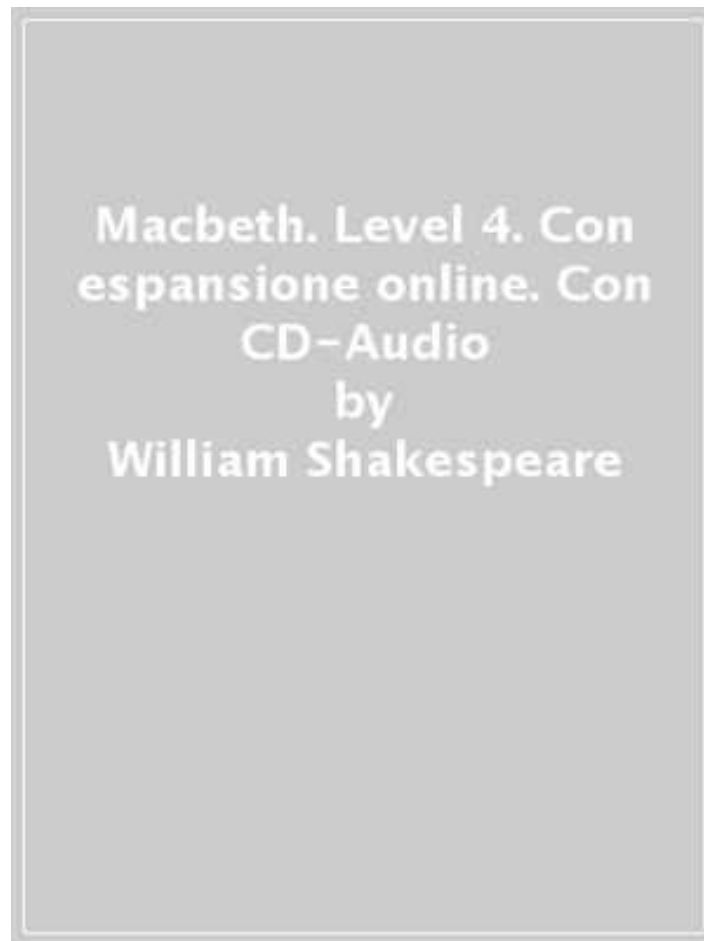 Macbeth. Level 4. Con
espansione online. Con
CD-Audio
by
William Shakespeare